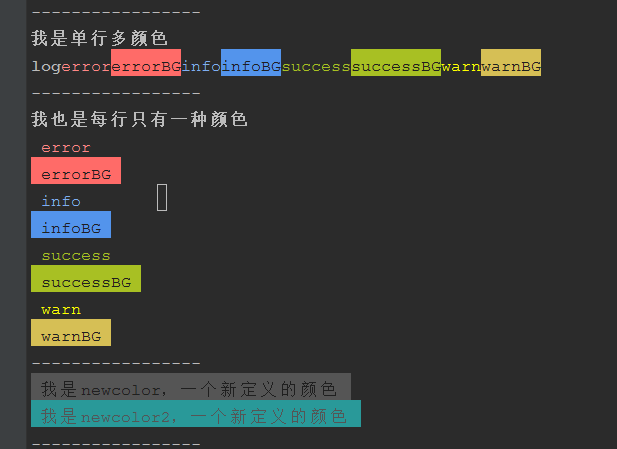 -----------------
我是单行多颜色
logerrorerrorBGinfoinfoBGsuccesssuccessBGwarnwarnBG
-----------------
我也是每行只有一种颜色
error
errorBG
info
infoBG
success
successBG
warn
warnBG
-----------------
我是newcolor，一个新定义的颜色
我是newcolor2，一个新定义的颜色
-----------------